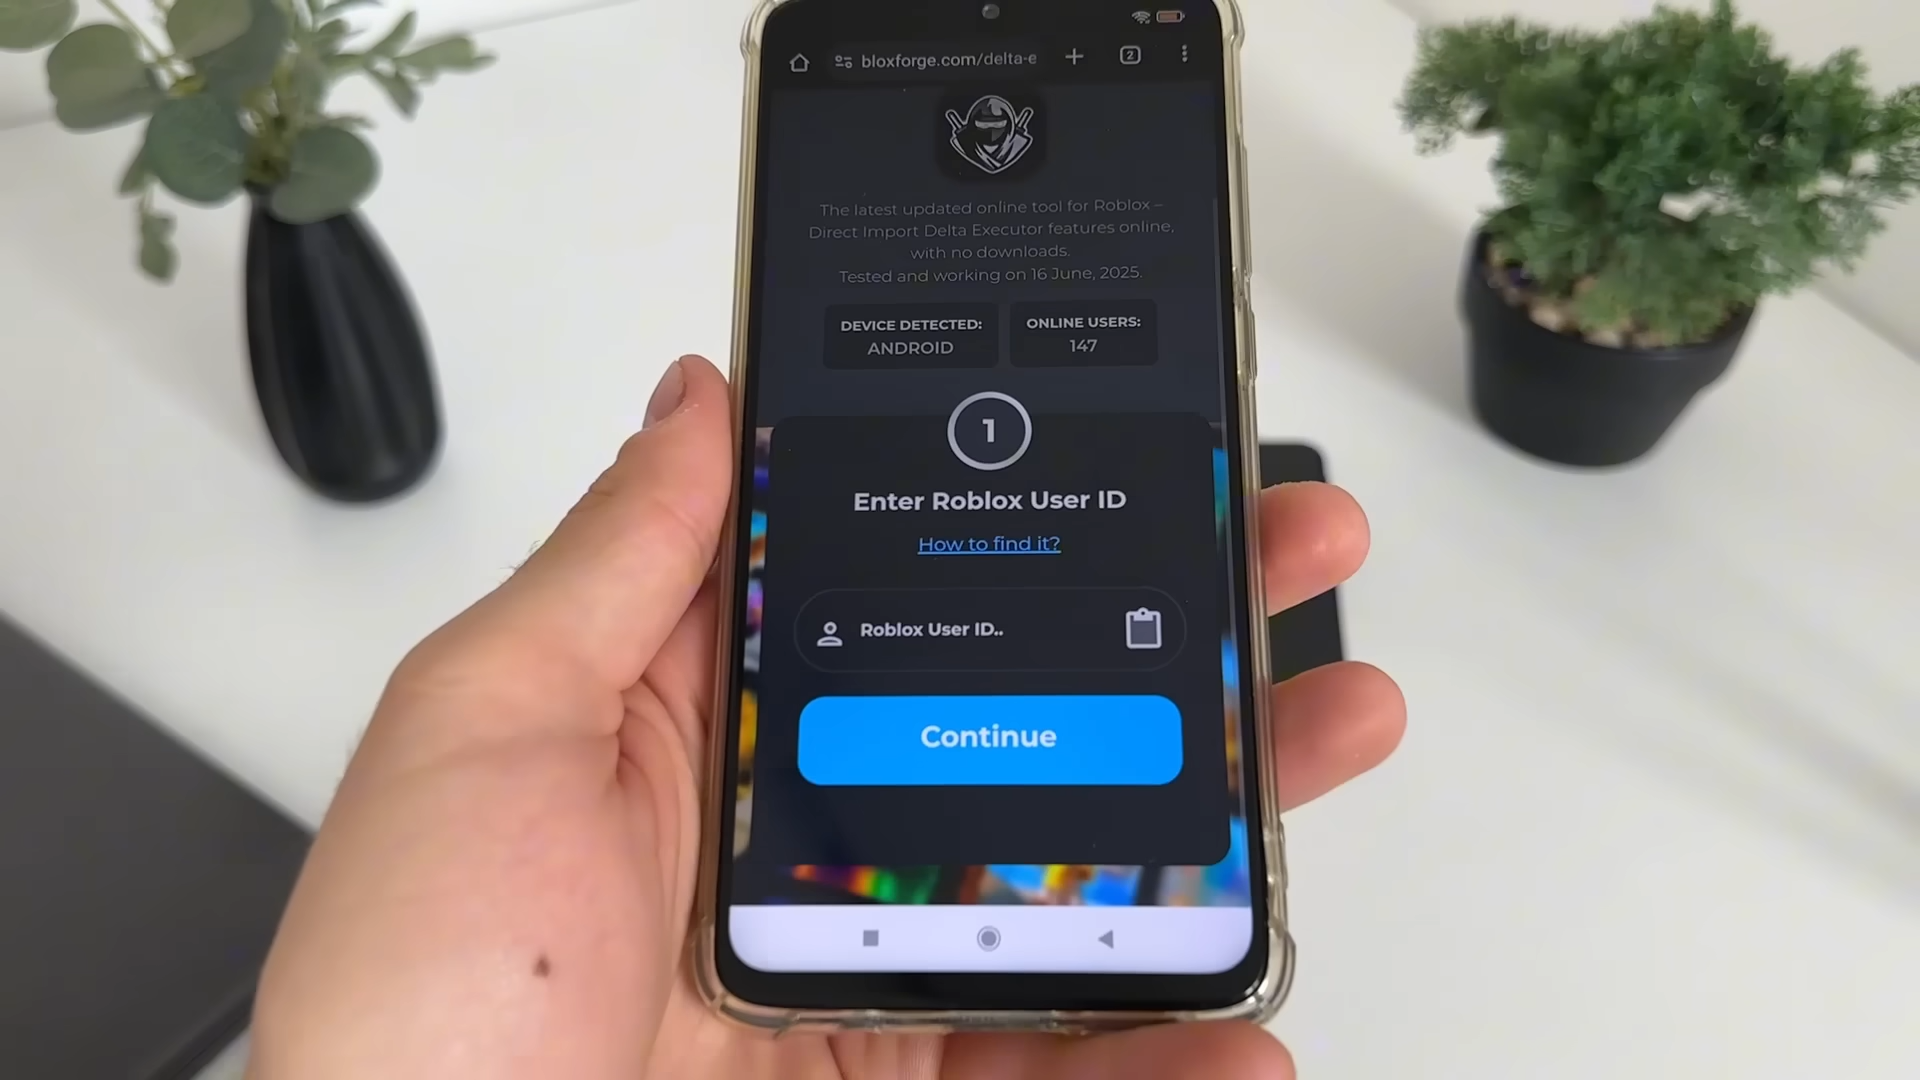 bloxforge.com/delta-e
2
The latest updated online tool for Roblox –
Direct Import Delta Executor features online,
with no downloads.
Tested and working on 16 June, 2025.
DEVICE DETECTED:
ANDROID
ONLINE USERS:
147
1
Enter Roblox User ID
How to find it?
Roblox User ID..
Continue